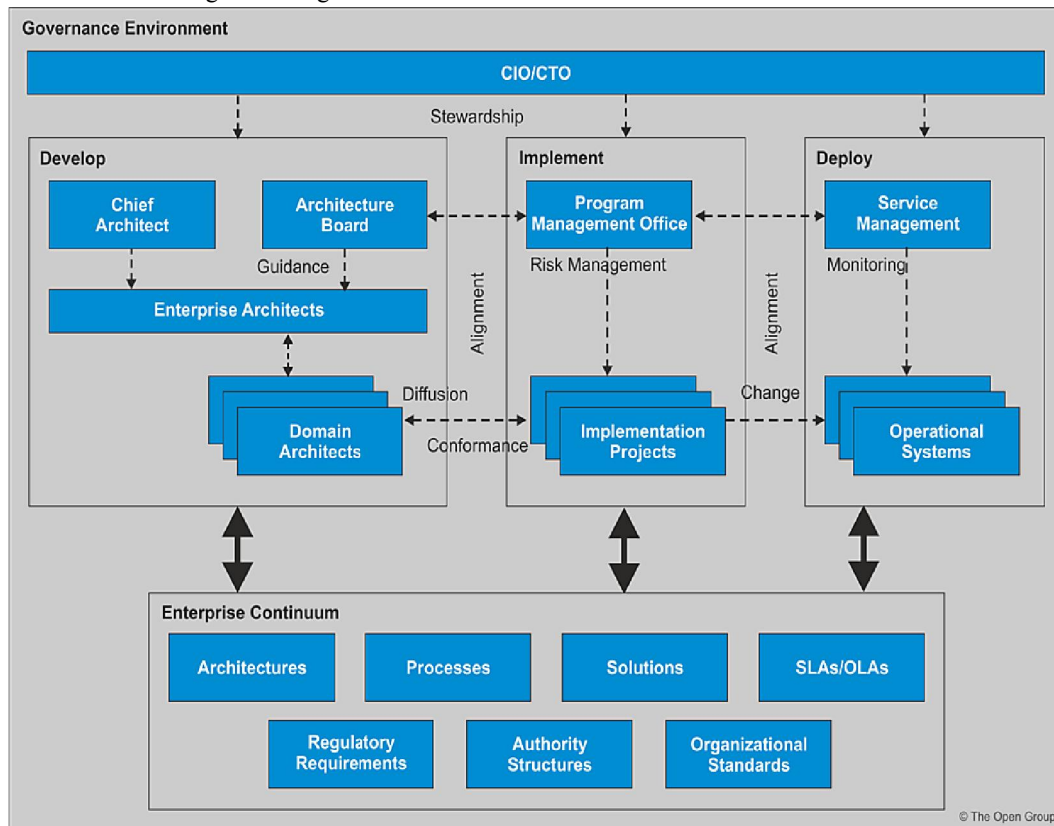 Governance Environment
CIO/CTO
Stewardship
Develop
Implement
Deploy
Chief
Architect
Architecture
Board
Program
Management Office
Service
Management
Guidance
Risk Management
Monitoring
Enterprise Architects
Alignment
Alignment
Diffusion
Change
Domain
Architects
Conformance
Implementation
Projects
Operational
Systems
Enterprise Continuum
Architectures
Processes
Solutions
SLAs/OLAs
Regulatory
Requirements
Authority
Structures
Organizational
Standards
© The Open Group